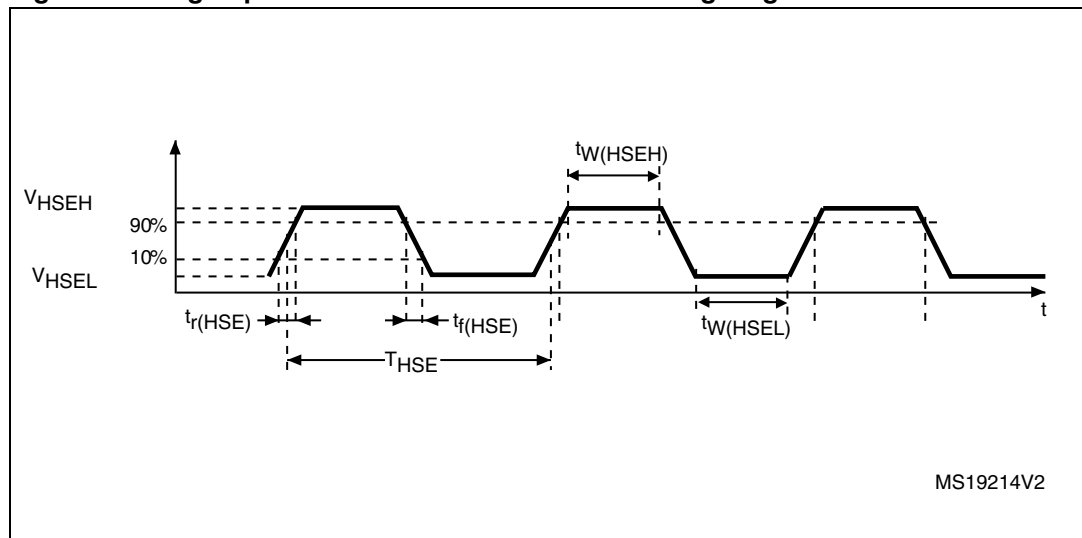 tW(HSEH)
VHSEH
90%
10%
VHSEL
t
tr(HSE)
tf(HSE)
tW(HSEL)
THSE
MS19214V2